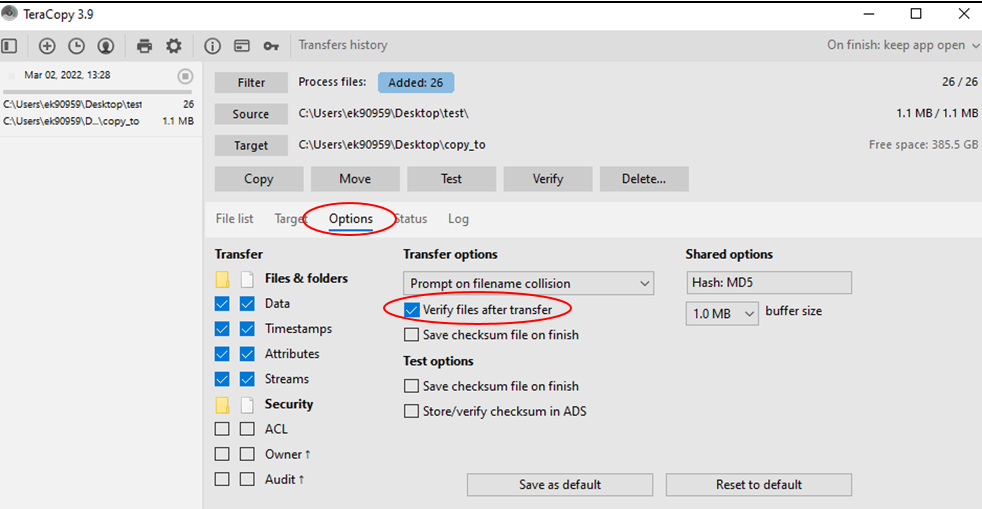 TeraCopy 3.9
Transfers history
On finish: keep app open
Mar 02, 2022, 13:28
C:\Users\ek90959\Desktop\test 26
C:\Users\ek90959\D...\copy_to 1.1 MB
Filter Process files: Added: 26 26 / 26
Source C:\Users\ek90959\Desktop\test\ 1.1 MB / 1.1 MB
Target C:\Users\ek90959\Desktop\copy_to Free space: 385.5 GB
Copy Move Test Verify Delete...
File list Target Options Status Log
Transfer Transfer options Shared options
Files & folders Prompt on filename collision Hash: MD5
Data Verify files after transfer 1.0 MB buffer size
Timestamps Save checksum file on finish
Attributes Test options
Streams Save checksum file on finish
Security Store/verify checksum in ADS
ACL
Owner ↑
Audit ↑ Save as default Reset to default